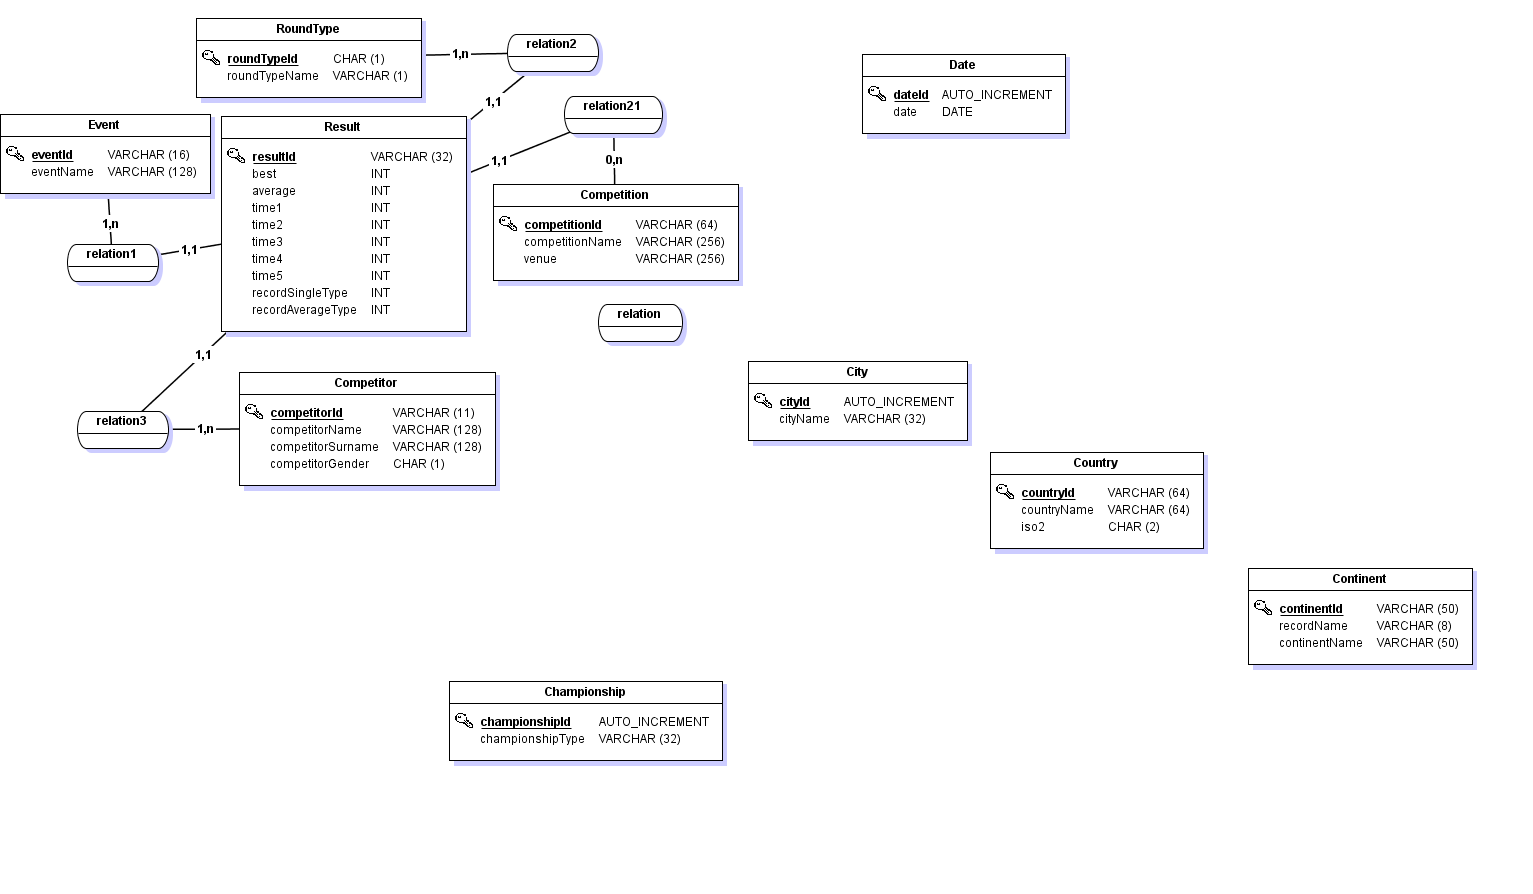 RoundType
roundTypeId CHAR (1)
roundTypeName VARCHAR (1)
1,n
relation2
1,1
Date
dateId AUTO_INCREMENT
date DATE
Event
eventId VARCHAR (16)
eventName VARCHAR (128)
1,n
relation1
1,1
Result
resultId VARCHAR (32)
best INT
average INT
time1 INT
time2 INT
time3 INT
time4 INT
time5 INT
recordSingleType INT
recordAverageType INT
relation21
1,1
0,n
Competition
competitionId VARCHAR (64)
competitionName VARCHAR (256)
venue VARCHAR (256)
relation
1,1
relation3
1,n
Competitor
competitorId VARCHAR (11)
competitorName VARCHAR (128)
competitorSurname VARCHAR (128)
competitorGender CHAR (1)
City
cityId AUTO_INCREMENT
cityName VARCHAR (32)
Country
countryId VARCHAR (64)
countryName VARCHAR (64)
iso2 CHAR (2)
Continent
continentId VARCHAR (50)
recordName VARCHAR (8)
continentName VARCHAR (50)
Championship
championshipId AUTO_INCREMENT
championshipType VARCHAR (32)